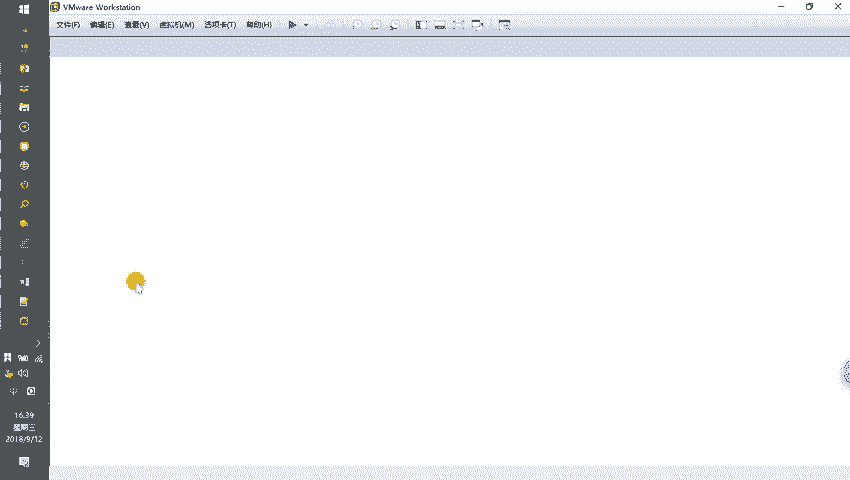 VMware Workstation
文件(F) 编辑(E) 查看(V) 虚拟机(M) 选项卡(T) 帮助(H)
中
16:39
星期三
2018/9/12